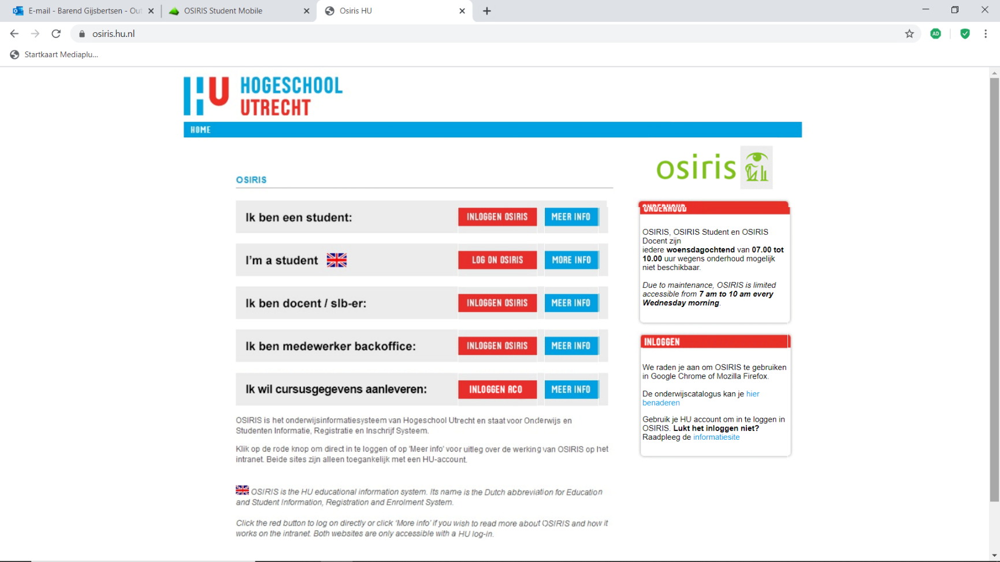 E-mail - Barend Gijsbertsen - Out
OSIRIS Student Mobile
Osiris HU
osiris.hu.nl
AD
Startkaart Mediaplu...
HU HOGESCHOOL
UTRECHT
HOME
osiris
OSIRIS
Ik ben een student:
INLOGGEN OSIRIS
MEER INFO
I'm a student
LOG ON OSIRIS
MORE INFO
Ik ben docent / slb-er:
INLOGGEN OSIRIS
MEER INFO
Ik ben medewerker backoffice:
INLOGGEN OSIRIS
MEER INFO
Ik wil cursusgegevens aanleveren:
INLOGGEN ACO
MEER INFO
OSIRIS is het onderwijsinformatiesysteem van Hogeschool Utrecht en staat voor Onderwijs en
Studenten Informatie, Registratie en Inschrijf Systeem.
Klik op de rode knop om direct in te loggen of op 'Meer info' voor uitleg over de werking van OSIRIS op het
intranet. Beide sites zijn alleen toegankelijk met een HU-account.
OSIRIS is the HU educational information system. Its name is the Dutch abbreviation for Education
and Student Information, Registration and Enrolment System.
Click the red button to log on directly or click 'More info' if you wish to read more about OSIRIS and how it
works on the intranet. Both websites are only accessible with a HU log-in.
ONDERHOUD
OSIRIS, OSIRIS Student en OSIRIS
Docent zijn
iedere woensdagochtend van 07.00 tot
10.00 uur wegens onderhoud mogelijk
niet beschikbaar.
Due to maintenance, OSIRIS is limited
accessible from 7 am to 10 am every
Wednesday morning.
INLOGGEN
We raden je aan om OSIRIS te gebruiken
in Google Chrome of Mozilla Firefox.
De onderwijscatalogus kan je hier
benaderen
Gebruik je HU account om in te loggen in
OSIRIS. Lukt het inloggen niet?
Raadpleeg de informatiesite